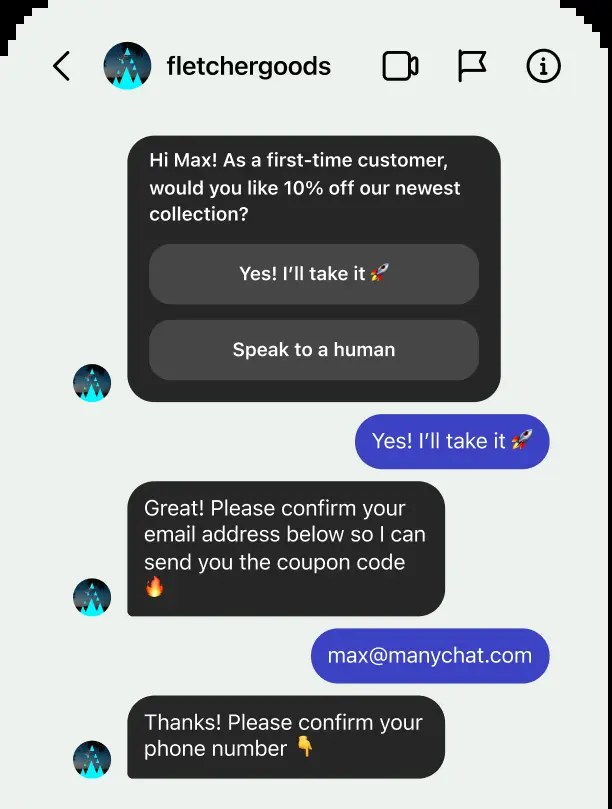 fletchergoods
Hi Max! As a first-time customer,
would you like 10% off our newest
collection?
Yes! I’ll take it 🚀
Speak to a human
Yes! I’ll take it 🚀
Great! Please confirm your
email address below so I can
send you the coupon code
🔥
max@manychat.com
Thanks! Please confirm your
phone number 👇